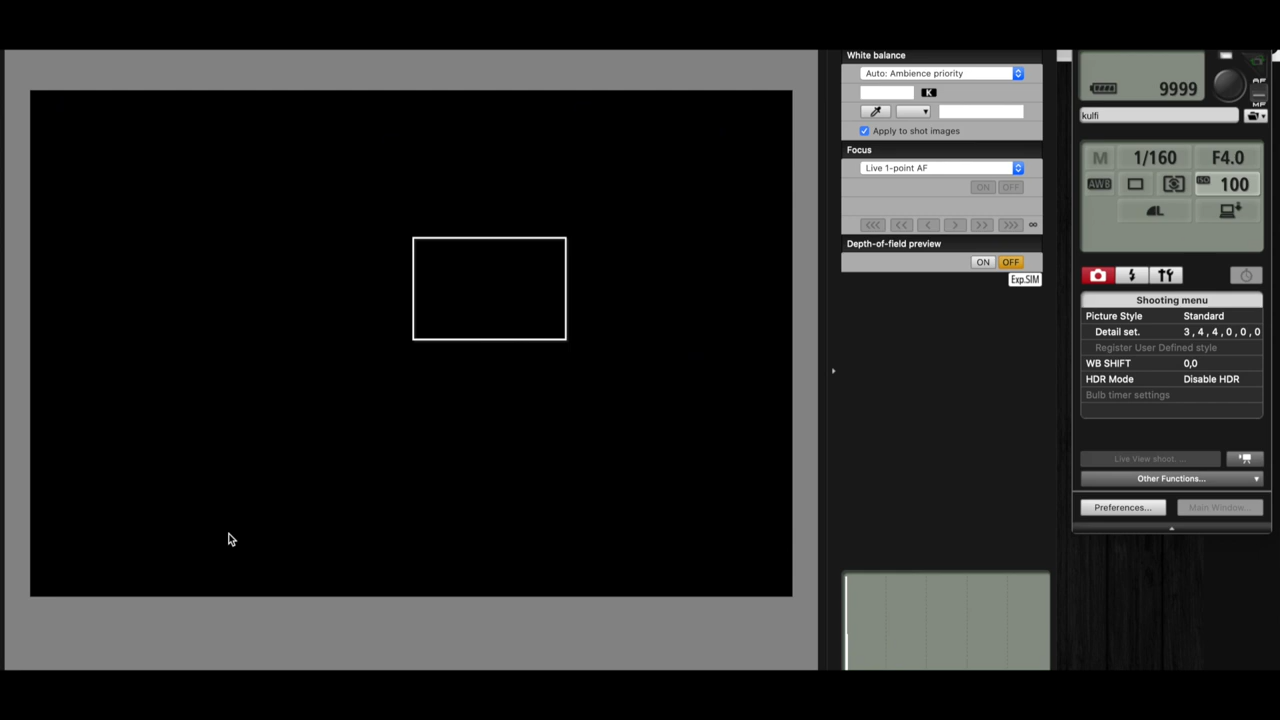 White balance
Auto: Ambience priority
K
Apply to shot images
Focus
Live 1-point AF
ON OFF
<<< << < > >> >>> ∞
Depth-of-field preview
ON OFF
Exp.SIM
9999
AF
MF
kulfi
M 1/160 F4.0
AWB ISO 100
L
Shooting menu
Picture Style Standard
Detail set. 3 , 4 , 4 , 0 , 0 , 0
Register User Defined style
WB SHIFT 0,0
HDR Mode Disable HDR
Bulb timer settings
Live View shoot. ...
Other Functions...
Preferences... Main Window...